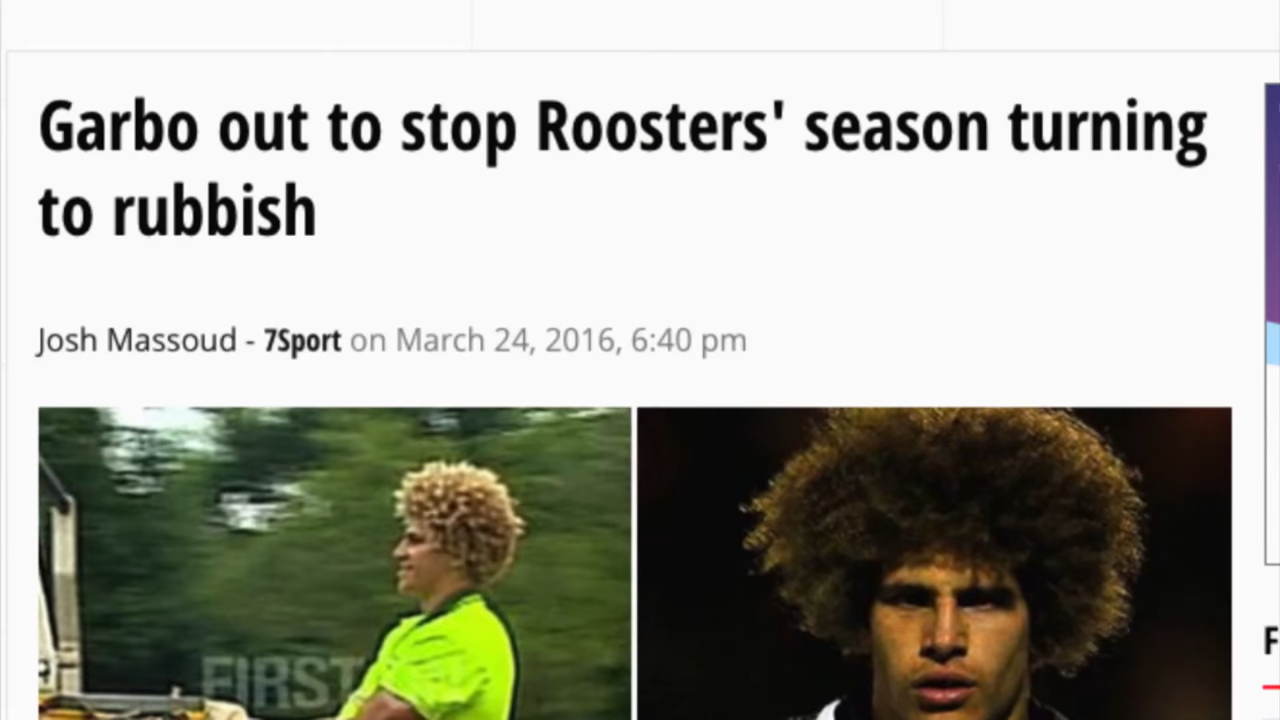 Garbo out to stop Roosters' season turning
to rubbish
Josh Massoud - 7Sport on March 24, 2016, 6:40 pm
F
FIRST